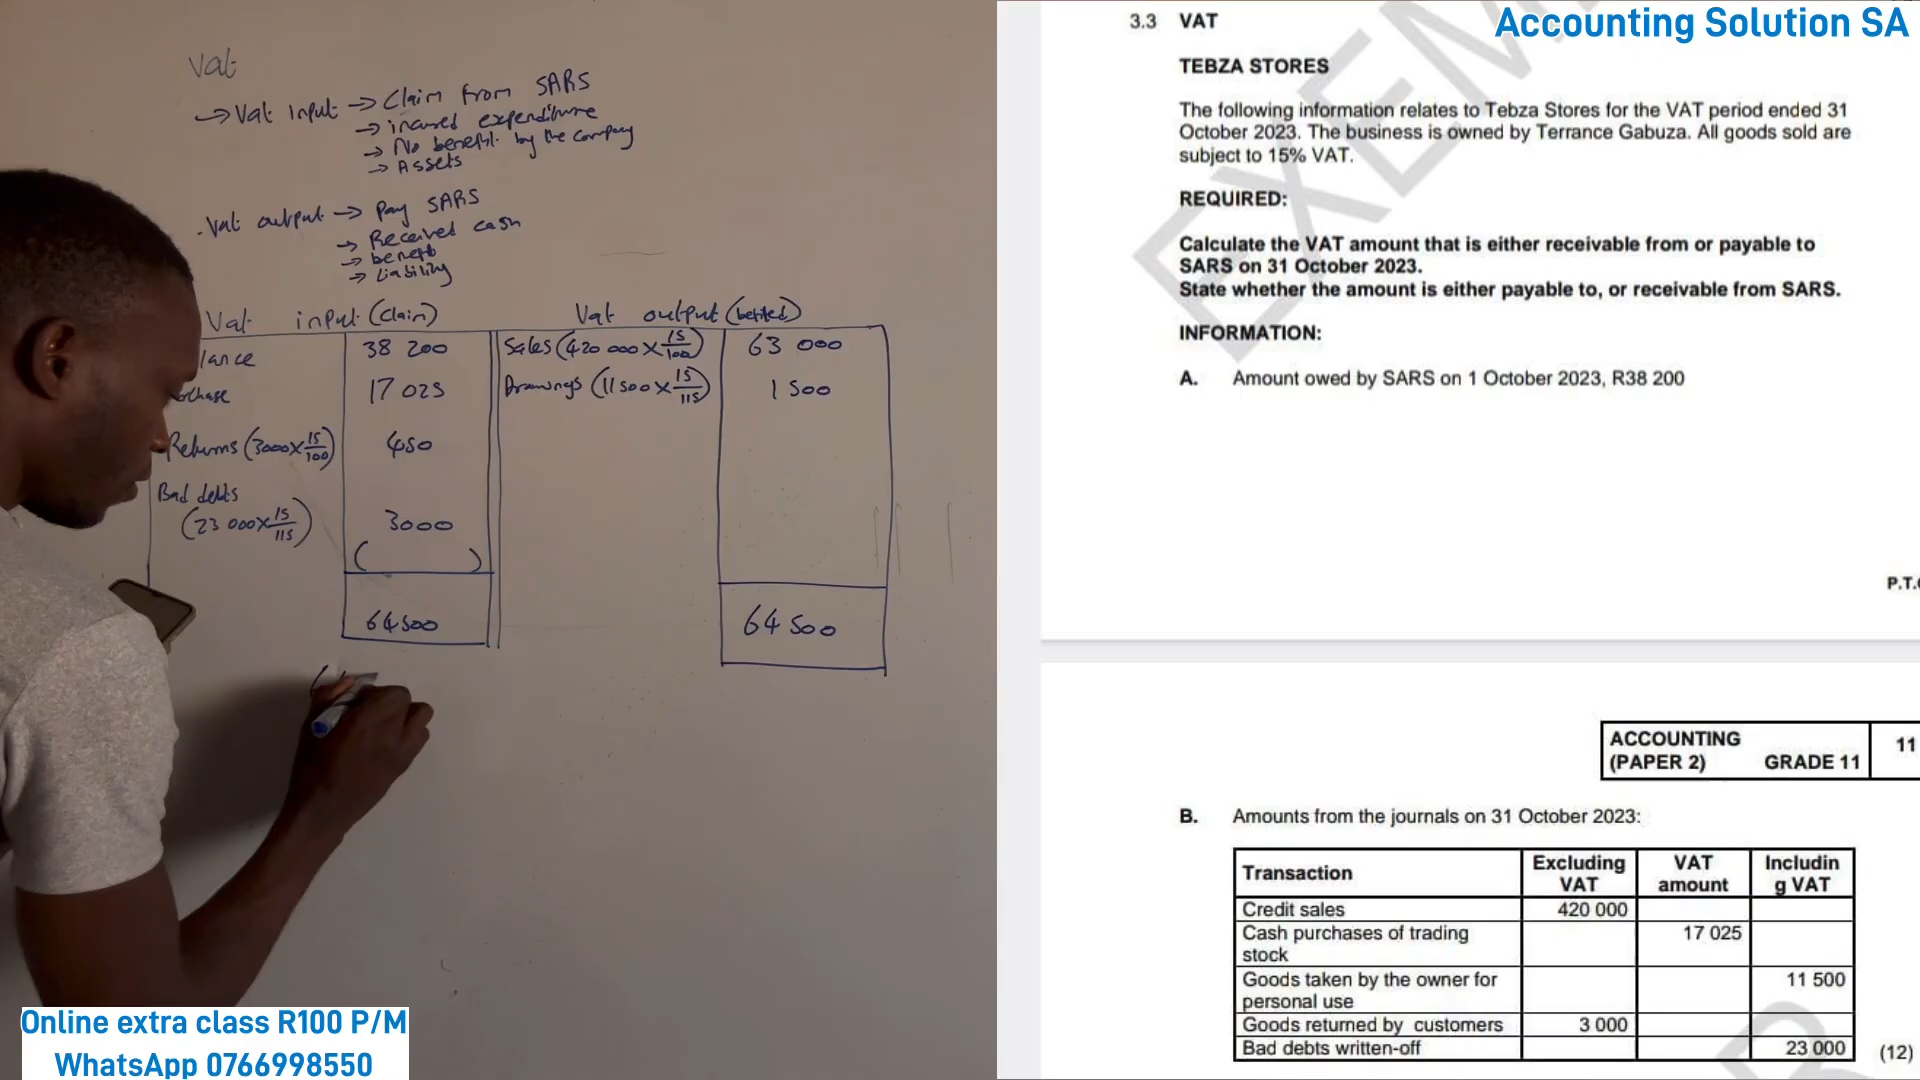 Vat
→ Vat input → Claim from SARS
→ incured expenditure
→ No benefit by the company
→ Assets
. Vat output → Pay SARS
→ Received cash
→ benefit
→ Liability
Vat input (claim)
Vat output
lance 38 200
Sales (420 000 × 15/100) 63 000
chase 17 025
Drawings (11 500 × 15/115) 1 500
Returns (3000 × 15/100) 450
Bad debts
(23 000 × 15/115) 3000
( )
64 500
64 500
Online extra class R100 P/M
WhatsApp 0766998550
Accounting Solution SA
3.3 VAT
TEBZA STORES
The following information relates to Tebza Stores for the VAT period ended 31
October 2023. The business is owned by Terrance Gabuza. All goods sold are
subject to 15% VAT.
REQUIRED:
Calculate the VAT amount that is either receivable from or payable to
SARS on 31 October 2023.
State whether the amount is either payable to, or receivable from SARS.
INFORMATION:
A. Amount owed by SARS on 1 October 2023, R38 200
P.T.
ACCOUNTING
(PAPER 2) GRADE 11
11
B. Amounts from the journals on 31 October 2023:
Transaction Excluding VAT VAT amount Includin g VAT
Credit sales 420 000
Cash purchases of trading stock 17 025
Goods taken by the owner for personal use 11 500
Goods returned by customers 3 000
Bad debts written-off 23 000
(12)